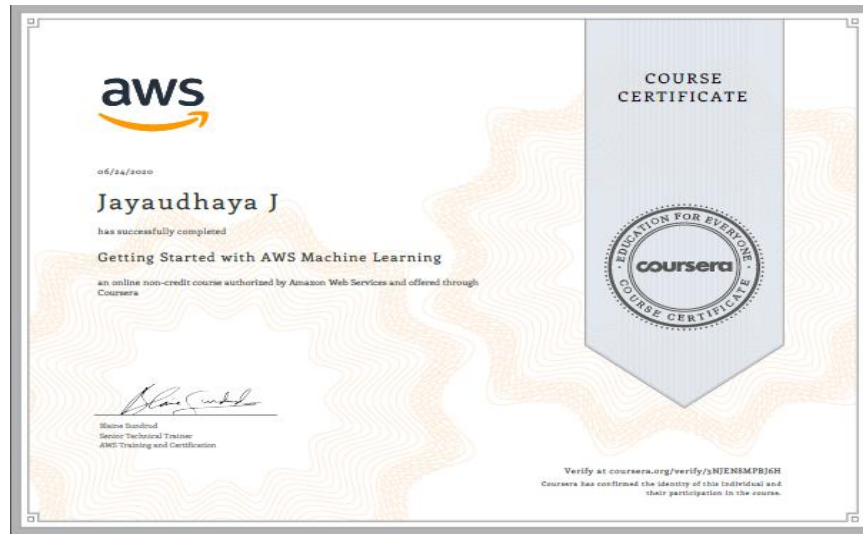 aws
COURSE
CERTIFICATE
06/24/2020
Jayaudhaya J
has successfully completed
Getting Started with AWS Machine Learning
an online non-credit course authorized by Amazon Web Services and offered through
Coursera
EDUCATION FOR EVERYONE
coursera
COURSE CERTIFICATE
Blaine Sundrud
Senior Technical Trainer
AWS Training and Certification
Verify at coursera.org/verify/3NJEN8MPBJ6H
Coursera has confirmed the identity of this individual and
their participation in the course.